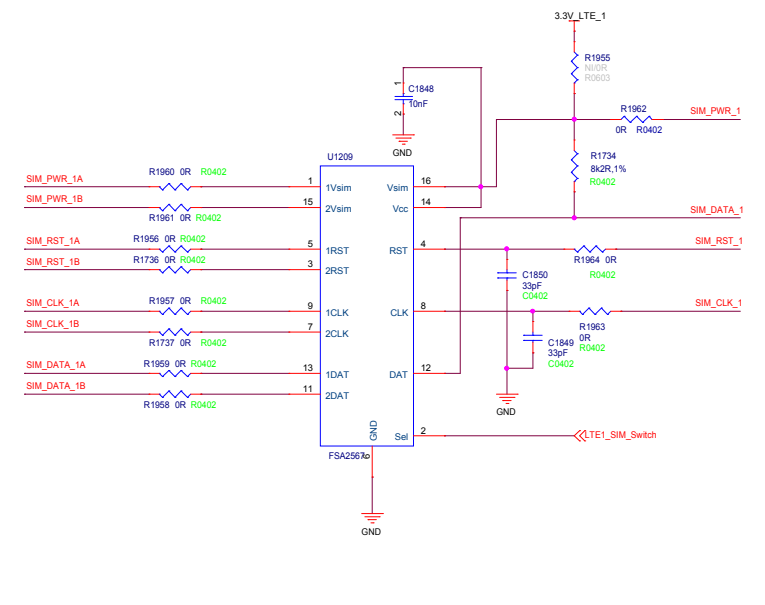 3.3V_LTE_1
R1955
NI/0R
R0603
C1848
10nF
1
2
GND
R1962
0R R0402
SIM_PWR_1
U1209
R1734
8k2R,1%
R0402
SIM_PWR_1A
R1960 0R R0402
1
1Vsim
Vsim
16
SIM_PWR_1B
R1961 0R R0402
15
2Vsim
Vcc
14
SIM_DATA_1
SIM_RST_1A
R1956 0R R0402
5
1RST
RST
4
R1964 0R
R0402
SIM_RST_1
SIM_RST_1B
R1736 0R R0402
3
2RST
C1850
33pF
C0402
SIM_CLK_1A
R1957 0R R0402
9
1CLK
CLK
8
SIM_CLK_1
R1963
0R
R0402
SIM_CLK_1B
R1737 0R R0402
7
2CLK
C1849
33pF
C0402
SIM_DATA_1A
R1959 0R R0402
13
1DAT
DAT
12
SIM_DATA_1B
R1958 0R R0402
11
2DAT
GND
GND
Sel
2
LTE1_SIM_Switch
FSA2567
6
GND